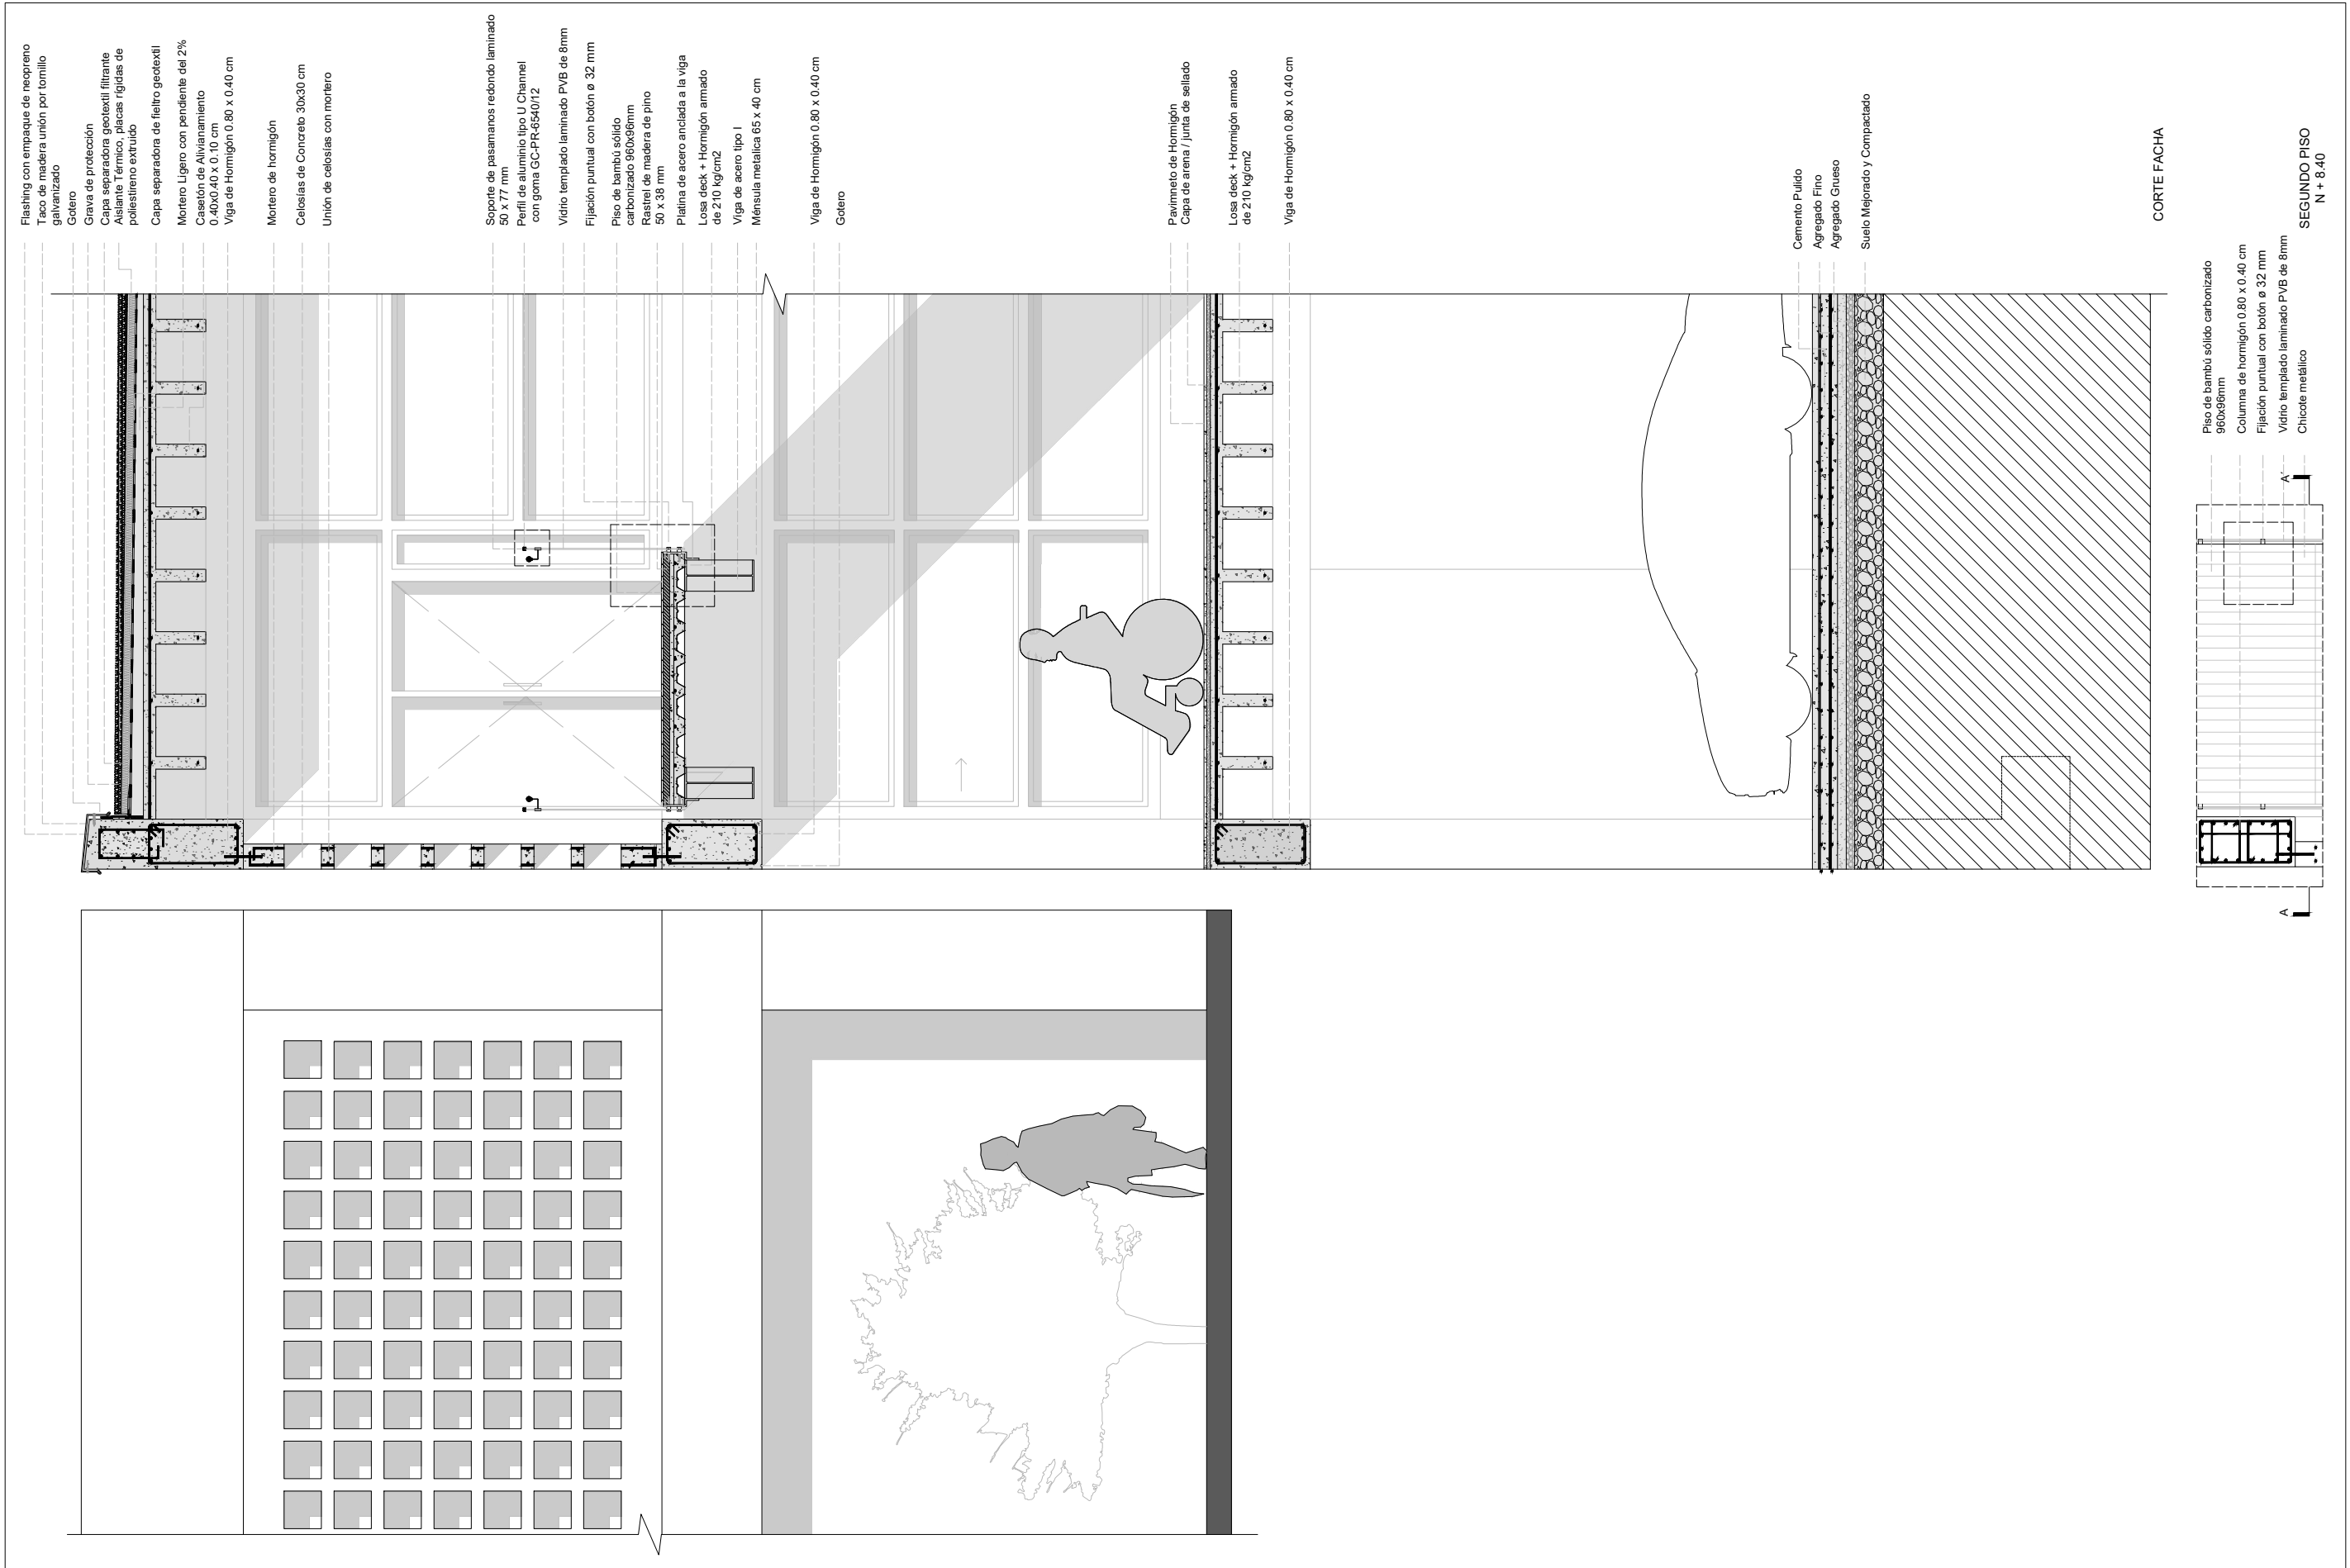 Flashing con empaque de neopreno
Taco de madera unión por tornillo
galvanizado
Gotero
Grava de protección
Capa separadora geotextil filtrante
Aislante Térmico, placas rígidas de
poliestireno extruido
Capa separadora de fieltro geotextil
Mortero Ligero con pendiente del 2%
Casetón de Alivianamiento
0.40x0.40 x 0.10 cm
Viga de Hormigón 0.80 x 0.40 cm
Mortero de hormigón
Celosías de Concreto 30x30 cm
Unión de celosías con mortero
Soporte de pasamanos redondo laminado
50 x 77 mm
Perfil de aluminio tipo U Channel
con goma GC-PR-6540/12
Vidrio templado laminado PVB de 8mm
Fijación puntual con botón ø 32 mm
Piso de bambú sólido
carbonizado 960x96mm
Rastrel de madera de pino
50 x 38 mm
Platina de acero anclada a la viga
Losa deck + Hormigón armado
de 210 kg/cm2
Viga de acero tipo I
Ménsula metalica 65 x 40 cm
Viga de Hormigón 0.80 x 0.40 cm
Gotero
Pavimneto de Hormigón
Capa de arena / junta de sellado
Losa deck + Hormigón armado
de 210 kg/cm2
Viga de Hormigón 0.80 x 0.40 cm
Cemento Pulido
Agregado Fino
Agregado Grueso
Suelo Mejorado y Compactado
CORTE FACHA
Piso de bambú sólido carbonizado
960x96mm
Columna de hormigón 0.80 x 0.40 cm
Fijación puntual con botón ø 32 mm
Vidrio templado laminado PVB de 8mm
Chicote metálico
A
A´
SEGUNDO PISO
N + 8.40